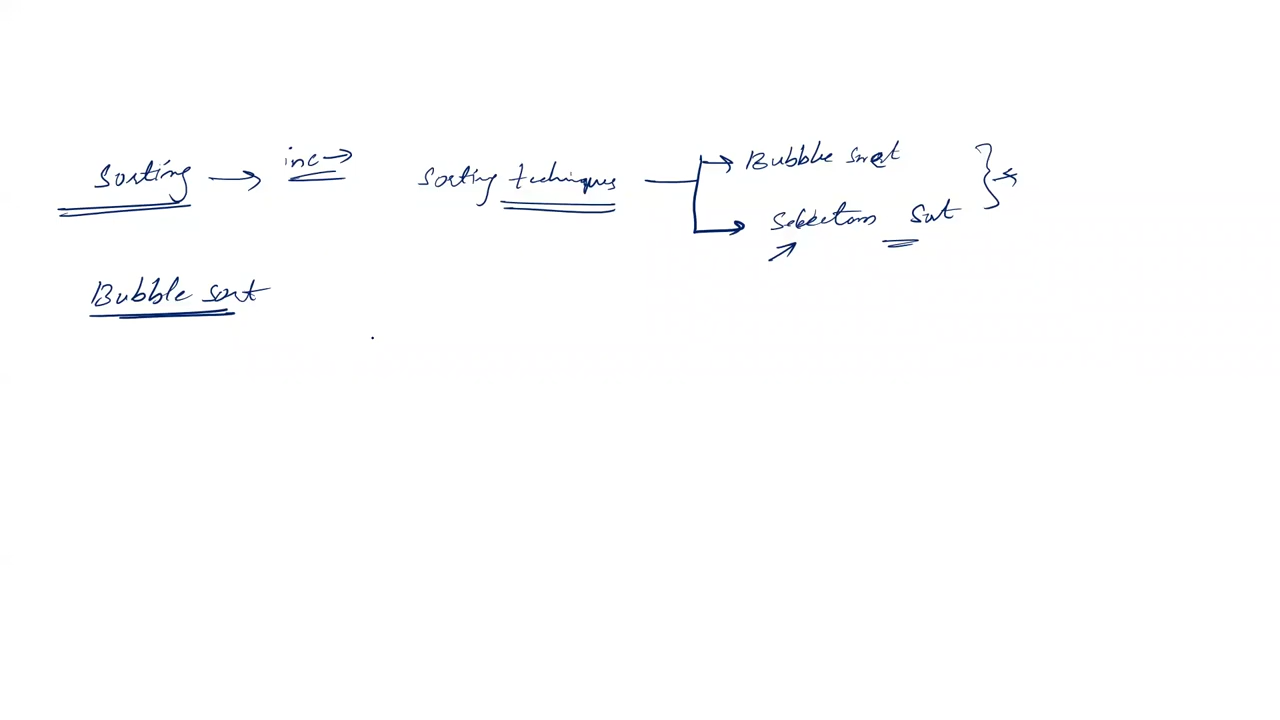 Sorting → inc →
Sorting techniques → Bubble sort
→ Selection Sort
Bubble sort